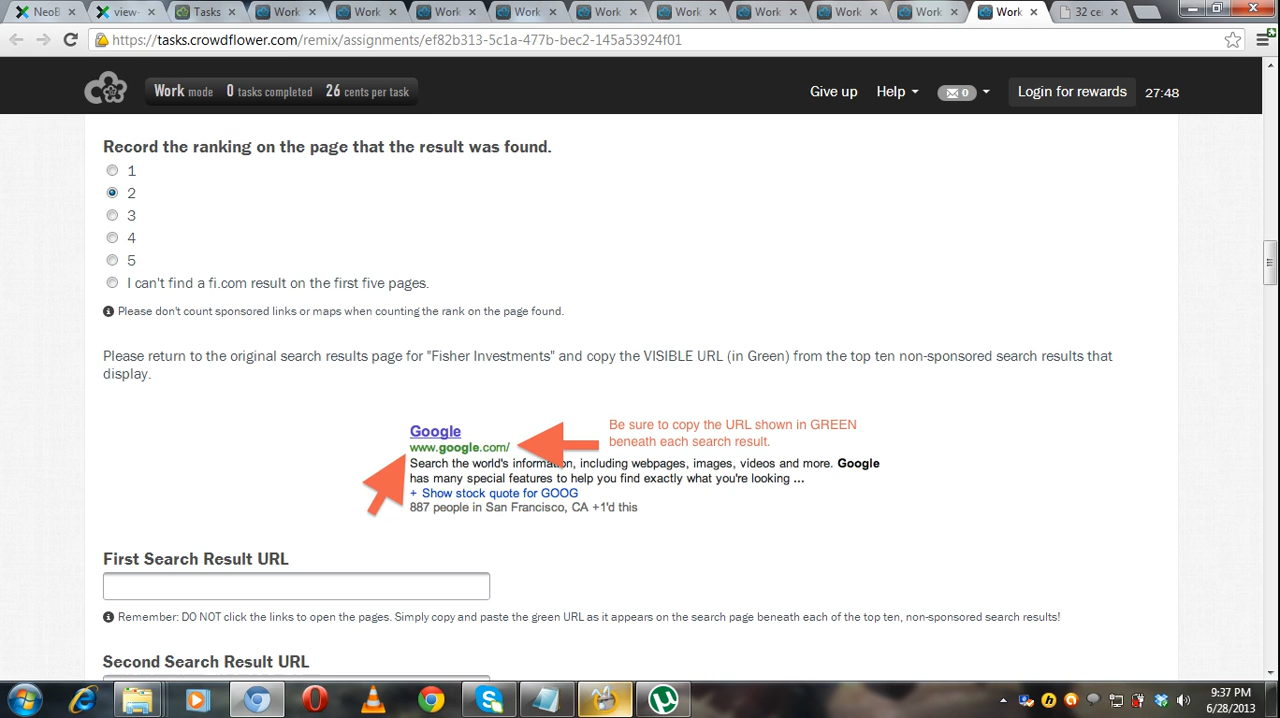 NeoB
view-
Tasks
Work
Work
Work
Work
Work
Work
Work
Work
Work
Work
32 ce
https://tasks.crowdflower.com/remix/assignments/ef82b313-5c1a-477b-bec2-145a53924f01
Work mode 0 tasks completed 26 cents per task
Give up Help 0 Login for rewards 27:48
Record the ranking on the page that the result was found.
1
2
3
4
5
I can't find a fi.com result on the first five pages.
Please don't count sponsored links or maps when counting the rank on the page found.
Please return to the original search results page for "Fisher Investments" and copy the VISIBLE URL (in Green) from the top ten non-sponsored search results that
display.
Google
www.google.com/
Be sure to copy the URL shown in GREEN
beneath each search result.
Search the world's information, including webpages, images, videos and more. Google
has many special features to help you find exactly what you're looking ...
+ Show stock quote for GOOG
887 people in San Francisco, CA +1'd this
First Search Result URL
Remember: DO NOT click the links to open the pages. Simply copy and paste the green URL as it appears on the search page beneath each of the top ten, non-sponsored search results!
Second Search Result URL
9:37 PM
6/28/2013